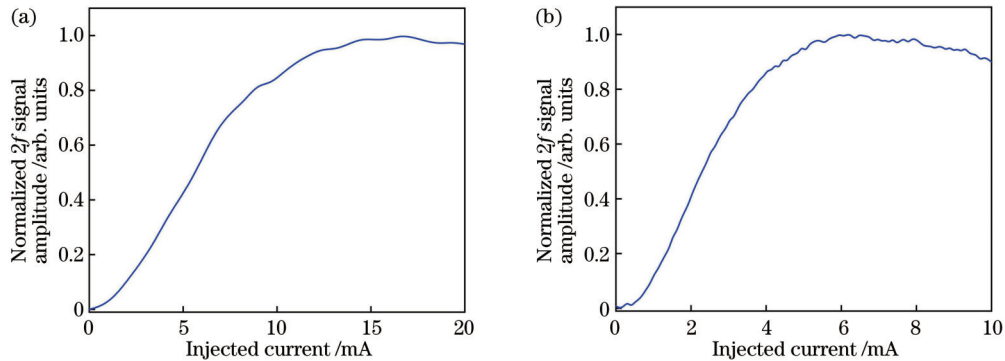 (a)
Normalized 2f signal
amplitude /arb. units
1.0
0.8
0.6
0.4
0.2
0
0 5 10 15 20
Injected current /mA
(b)
Normalized 2f signal
amplitude /arb. units
1.0
0.8
0.6
0.4
0.2
0
0 2 4 6 8 10
Injected current /mA